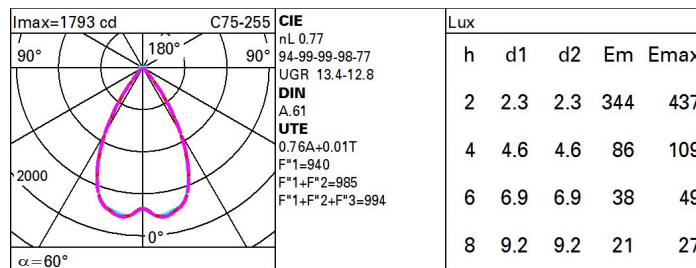 Imax=1793 cd C75-255
90° 180° 90°
2000
0°
α=60°
CIE
nL 0.77
94-99-99-98-77
UGR 13.4-12.8
DIN
A.61
UTE
0.76A+0.01T
F"1=940
F"1+F"2=985
F"1+F"2+F"3=994
Lux
h d1 d2 Em Emax
2 2.3 2.3 344 437
4 4.6 4.6 86 109
6 6.9 6.9 38 49
8 9.2 9.2 21 27